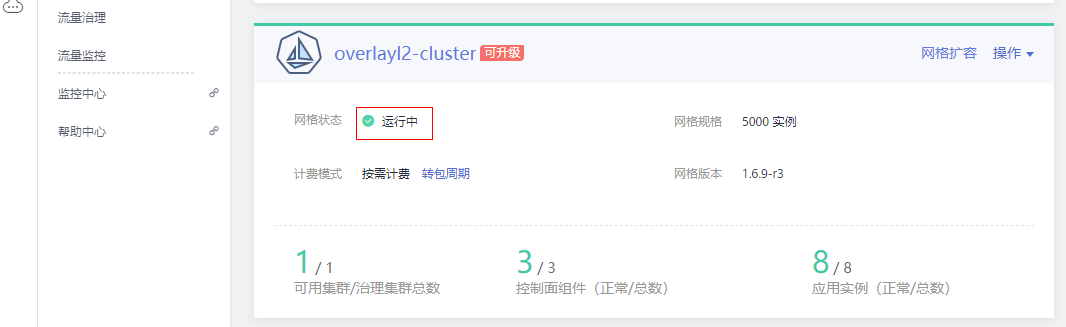 流量治理
流量监控
监控中心
帮助中心
overlayl2-cluster 可升级
网格扩容 操作
网格状态 运行中
网格规格 5000 实例
计费模式 按需计费 转包周期
网格版本 1.6.9-r3
1 / 1
可用集群/治理集群总数
3 / 3
控制面组件（正常/总数）
8 / 8
应用实例（正常/总数）